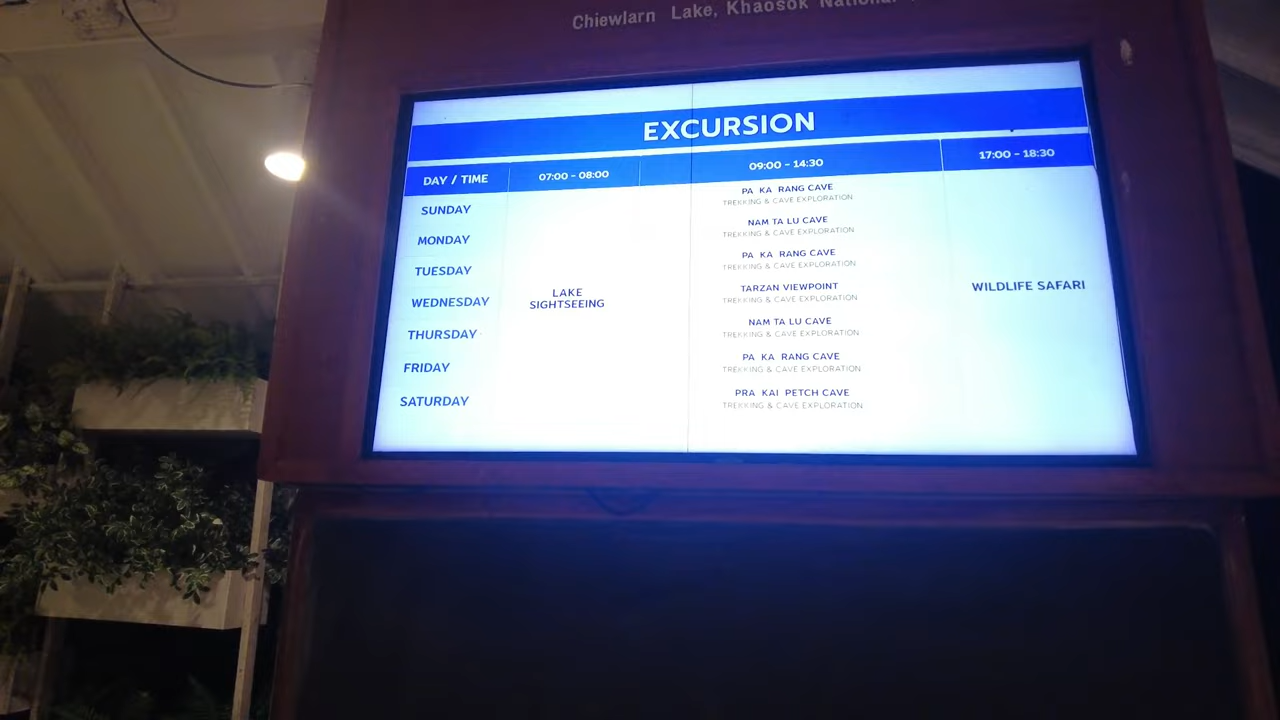 Chiewlarn Lake, Khaosok National
EXCURSION
DAY / TIME 07:00 - 08:00 09:00 - 14:30 17:00 - 18:30
SUNDAY PA KA RANG CAVE
TREKKING & CAVE EXPLORATION
MONDAY NAM TA LU CAVE
TREKKING & CAVE EXPLORATION
TUESDAY PA KA RANG CAVE
TREKKING & CAVE EXPLORATION
WEDNESDAY LAKE SIGHTSEEING TARZAN VIEWPOINT WILDLIFE SAFARI
TREKKING & CAVE EXPLORATION
THURSDAY NAM TA LU CAVE
TREKKING & CAVE EXPLORATION
FRIDAY PA KA RANG CAVE
TREKKING & CAVE EXPLORATION
SATURDAY PRA KAI PETCH CAVE
TREKKING & CAVE EXPLORATION